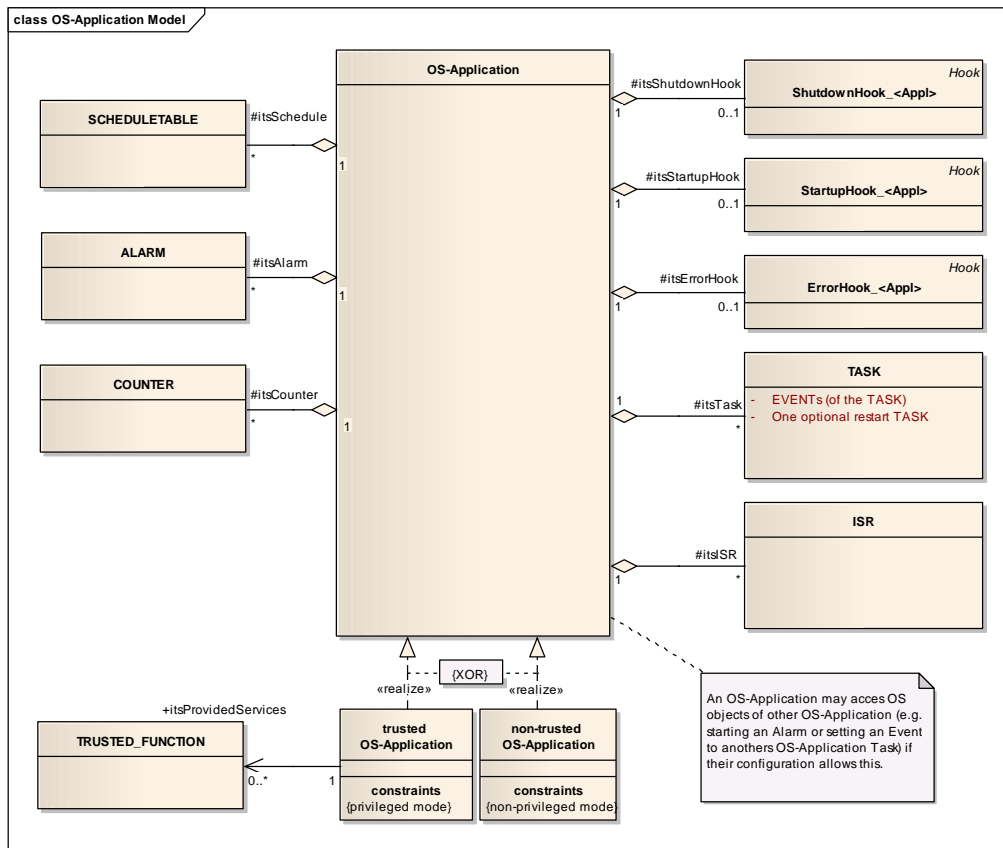 class OS-Application Model
OS-Application
SCHEDULETABLE
#itsSchedule
*
1
ALARM
#itsAlarm
*
1
COUNTER
#itsCounter
*
1
#itsShutdownHook
1
0..1
Hook
ShutdownHook_<Appl>
#itsStartupHook
1
0..1
Hook
StartupHook_<Appl>
#itsErrorHook
1
0..1
Hook
ErrorHook_<Appl>
1
#itsTask
*
TASK
- EVENTs (of the TASK)
- One optional restart TASK
#itsISR
1
*
ISR
{XOR}
«realize»
«realize»
trusted
OS-Application
constraints
{privileged mode}
non-trusted
OS-Application
constraints
{non-privileged mode}
+itsProvidedServices
0..*
1
TRUSTED_FUNCTION
An OS-Application may acces OS
objects of other OS-Application (e.g.
starting an Alarm or setting an Event
to anothers OS-Application Task) if
their configuration allows this.